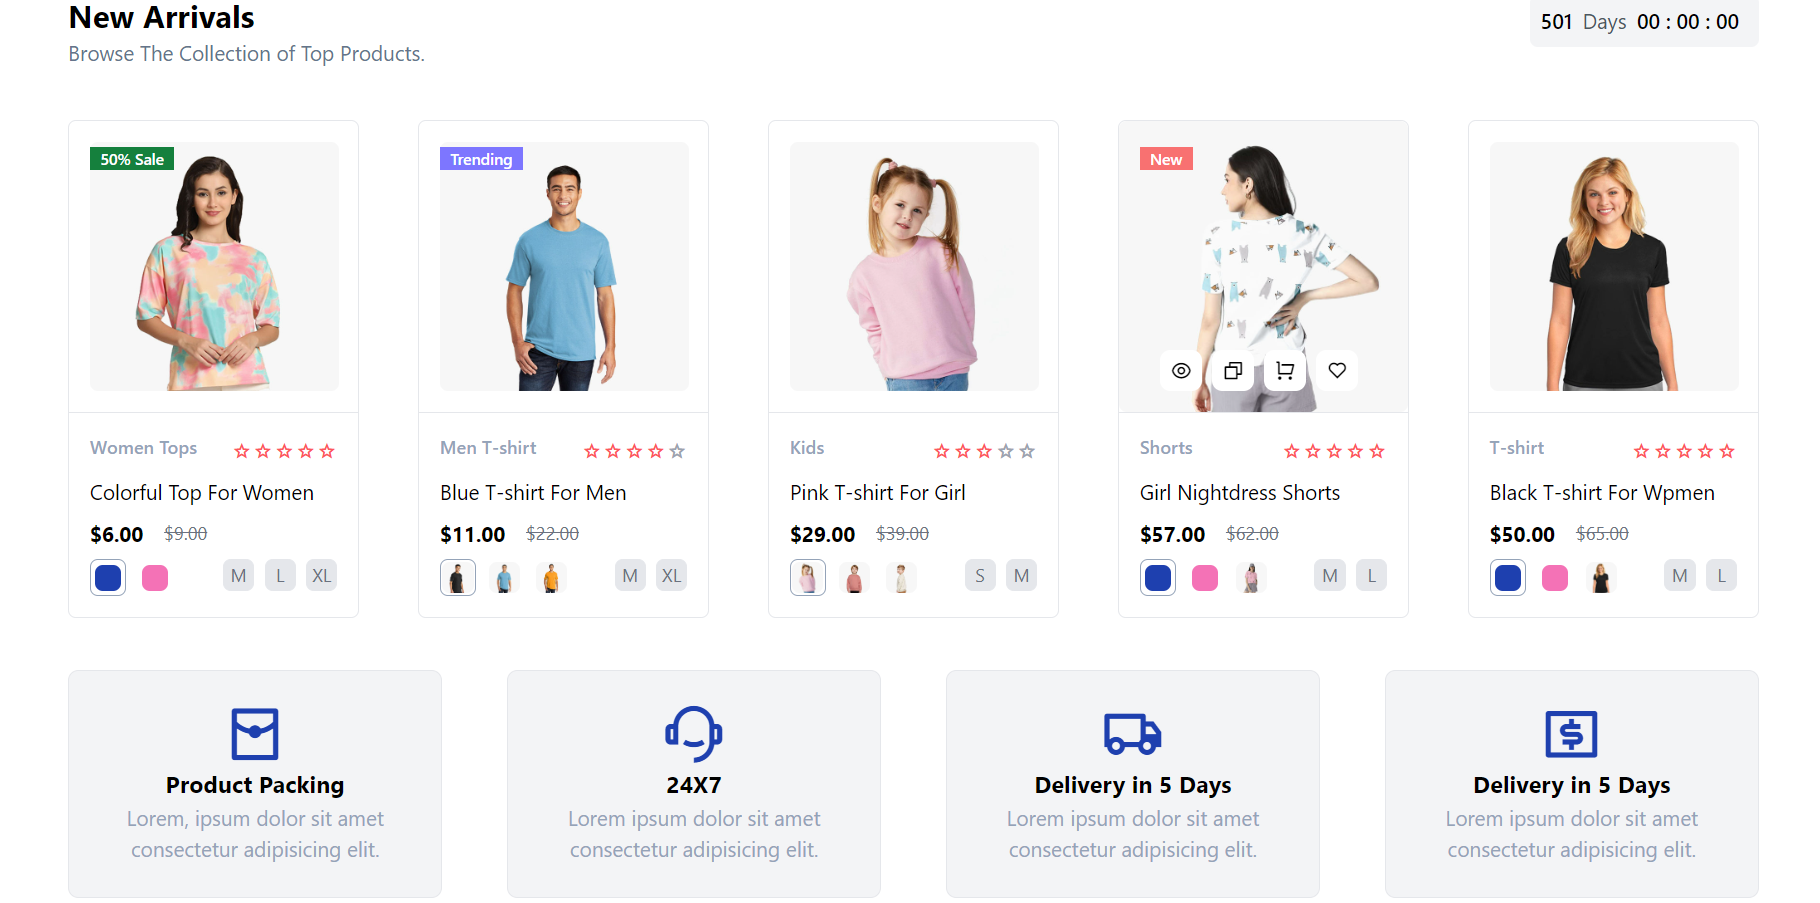 New Arrivals
Browse The Collection of Top Products.
501 Days 00 : 00 : 00
50% Sale
Women Tops
Colorful Top For Women
$6.00 $9.00
M L XL
Trending
Men T-shirt
Blue T-shirt For Men
$11.00 $22.00
M XL
Kids
Pink T-shirt For Girl
$29.00 $39.00
S M
New
Shorts
Girl Nightdress Shorts
$57.00 $62.00
M L
T-shirt
Black T-shirt For Wpmen
$50.00 $65.00
M L
Product Packing
Lorem, ipsum dolor sit amet
consectetur adipisicing elit.
24X7
Lorem ipsum dolor sit amet
consectetur adipisicing elit.
Delivery in 5 Days
Lorem ipsum dolor sit amet
consectetur adipisicing elit.
Delivery in 5 Days
Lorem ipsum dolor sit amet
consectetur adipisicing elit.